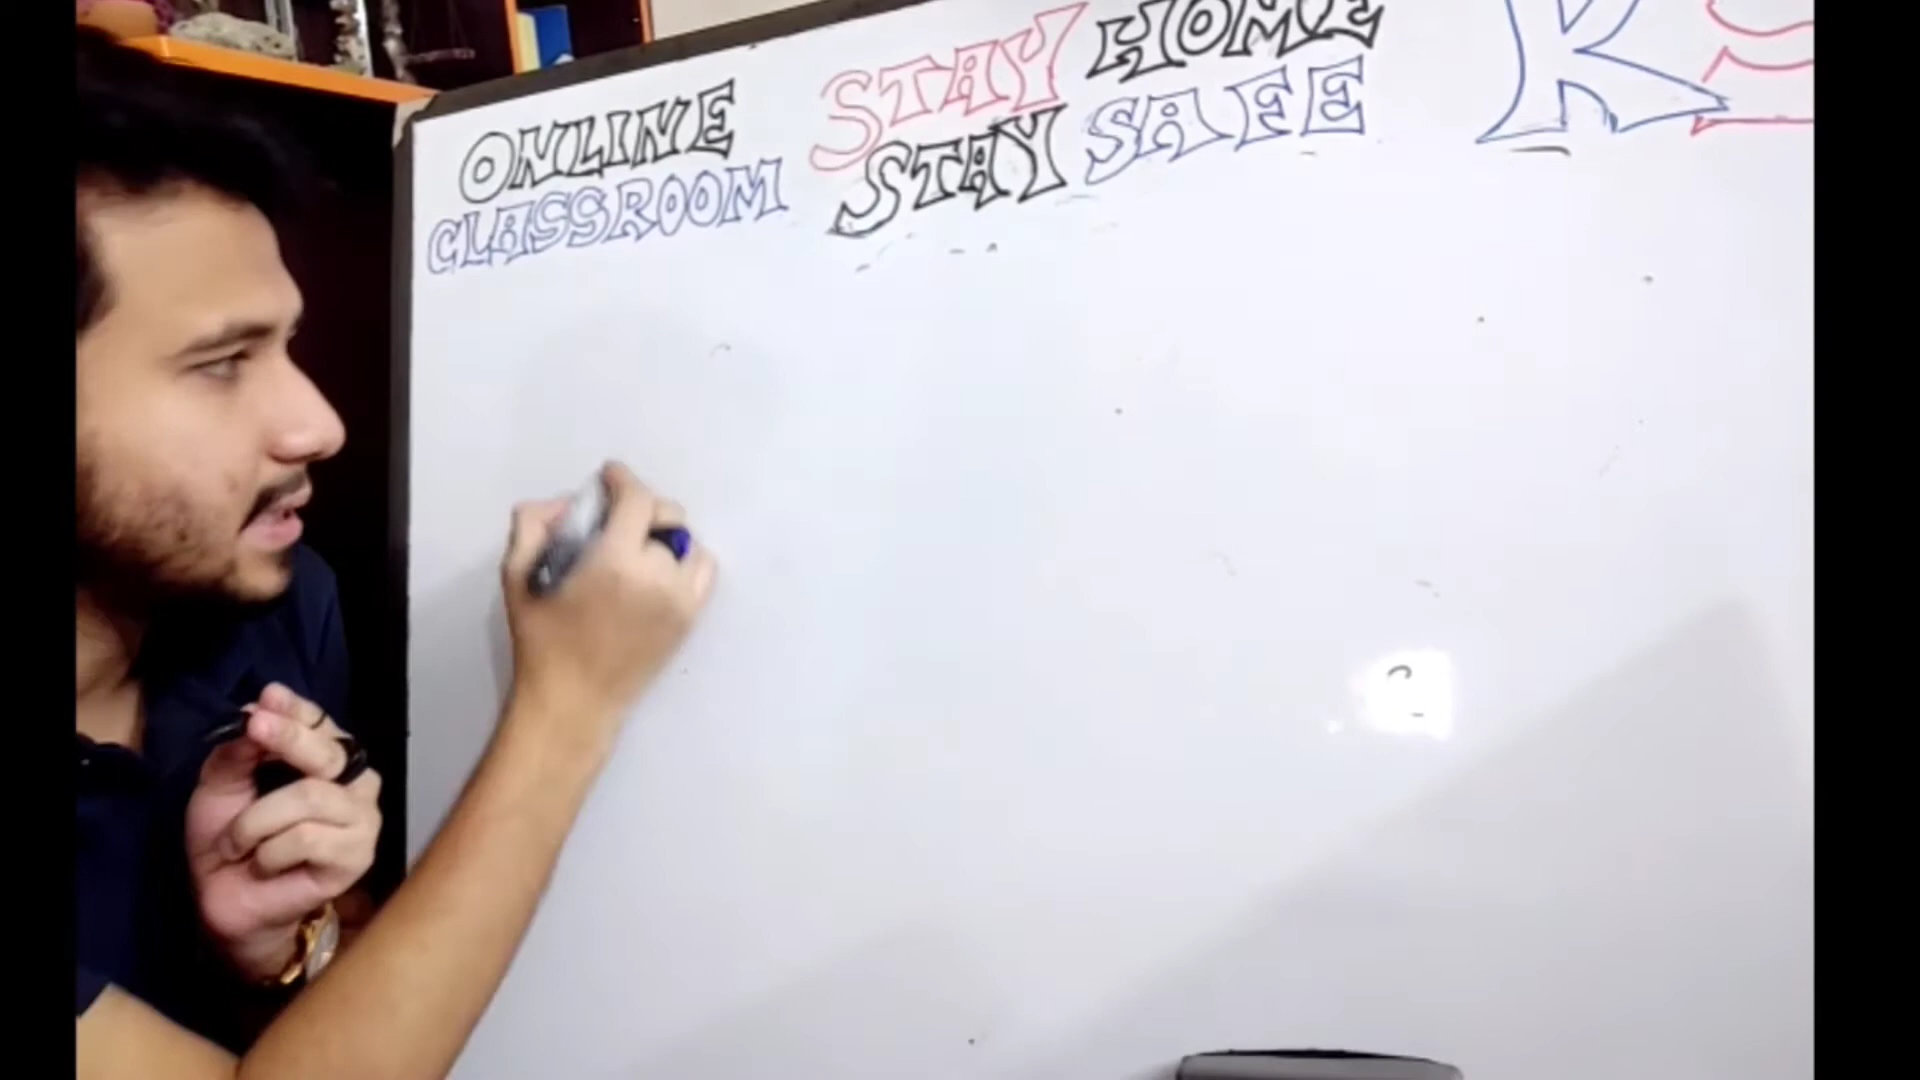 ONLINE
CLASSROOM
STAY HOME
STAY SAFE
K